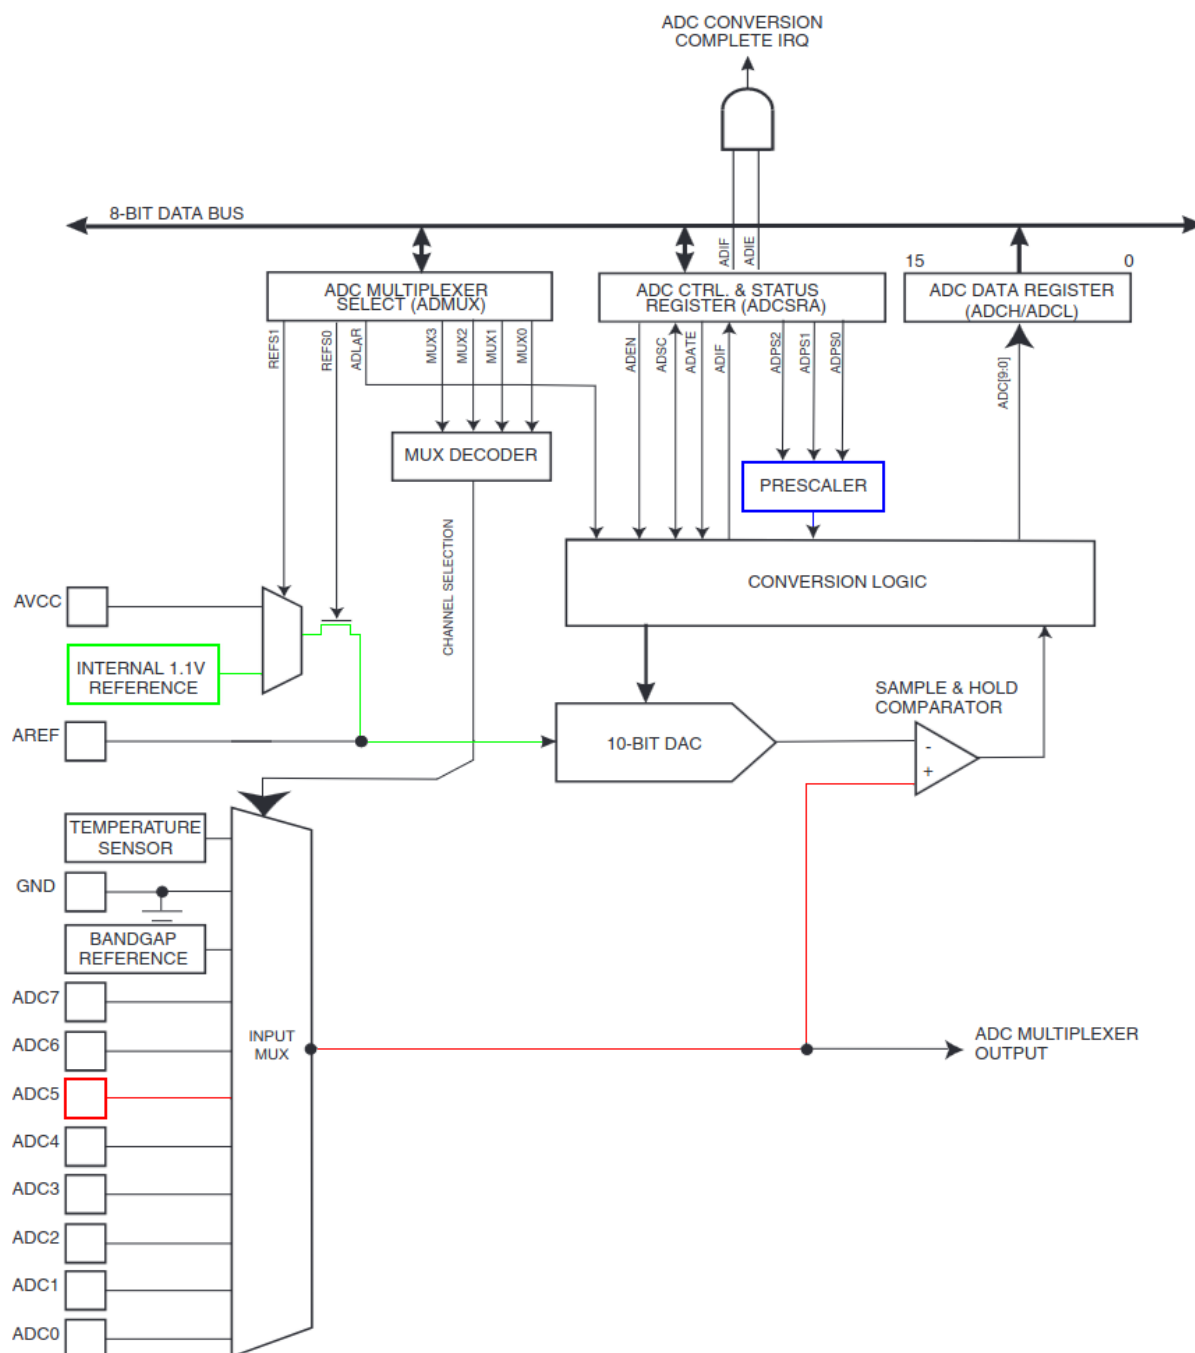 ADC CONVERSION
COMPLETE IRQ
8-BIT DATA BUS
ADIF
ADIE
15
0
ADC MULTIPLEXER
SELECT (ADMUX)
ADC CTRL. & STATUS
REGISTER (ADCSRA)
ADC DATA REGISTER
(ADCH/ADCL)
REFS1
REFS0
ADLAR
MUX3
MUX2
MUX1
MUX0
ADEN
ADSC
ADATE
ADIF
ADPS2
ADPS1
ADPS0
ADC[9:0]
MUX DECODER
PRESCALER
CHANNEL SELECTION
CONVERSION LOGIC
AVCC
INTERNAL 1.1V
REFERENCE
SAMPLE & HOLD
COMPARATOR
AREF
10-BIT DAC
-
+
TEMPERATURE
SENSOR
GND
BANDGAP
REFERENCE
ADC7
ADC6
INPUT
MUX
ADC MULTIPLEXER
OUTPUT
ADC5
ADC4
ADC3
ADC2
ADC1
ADC0